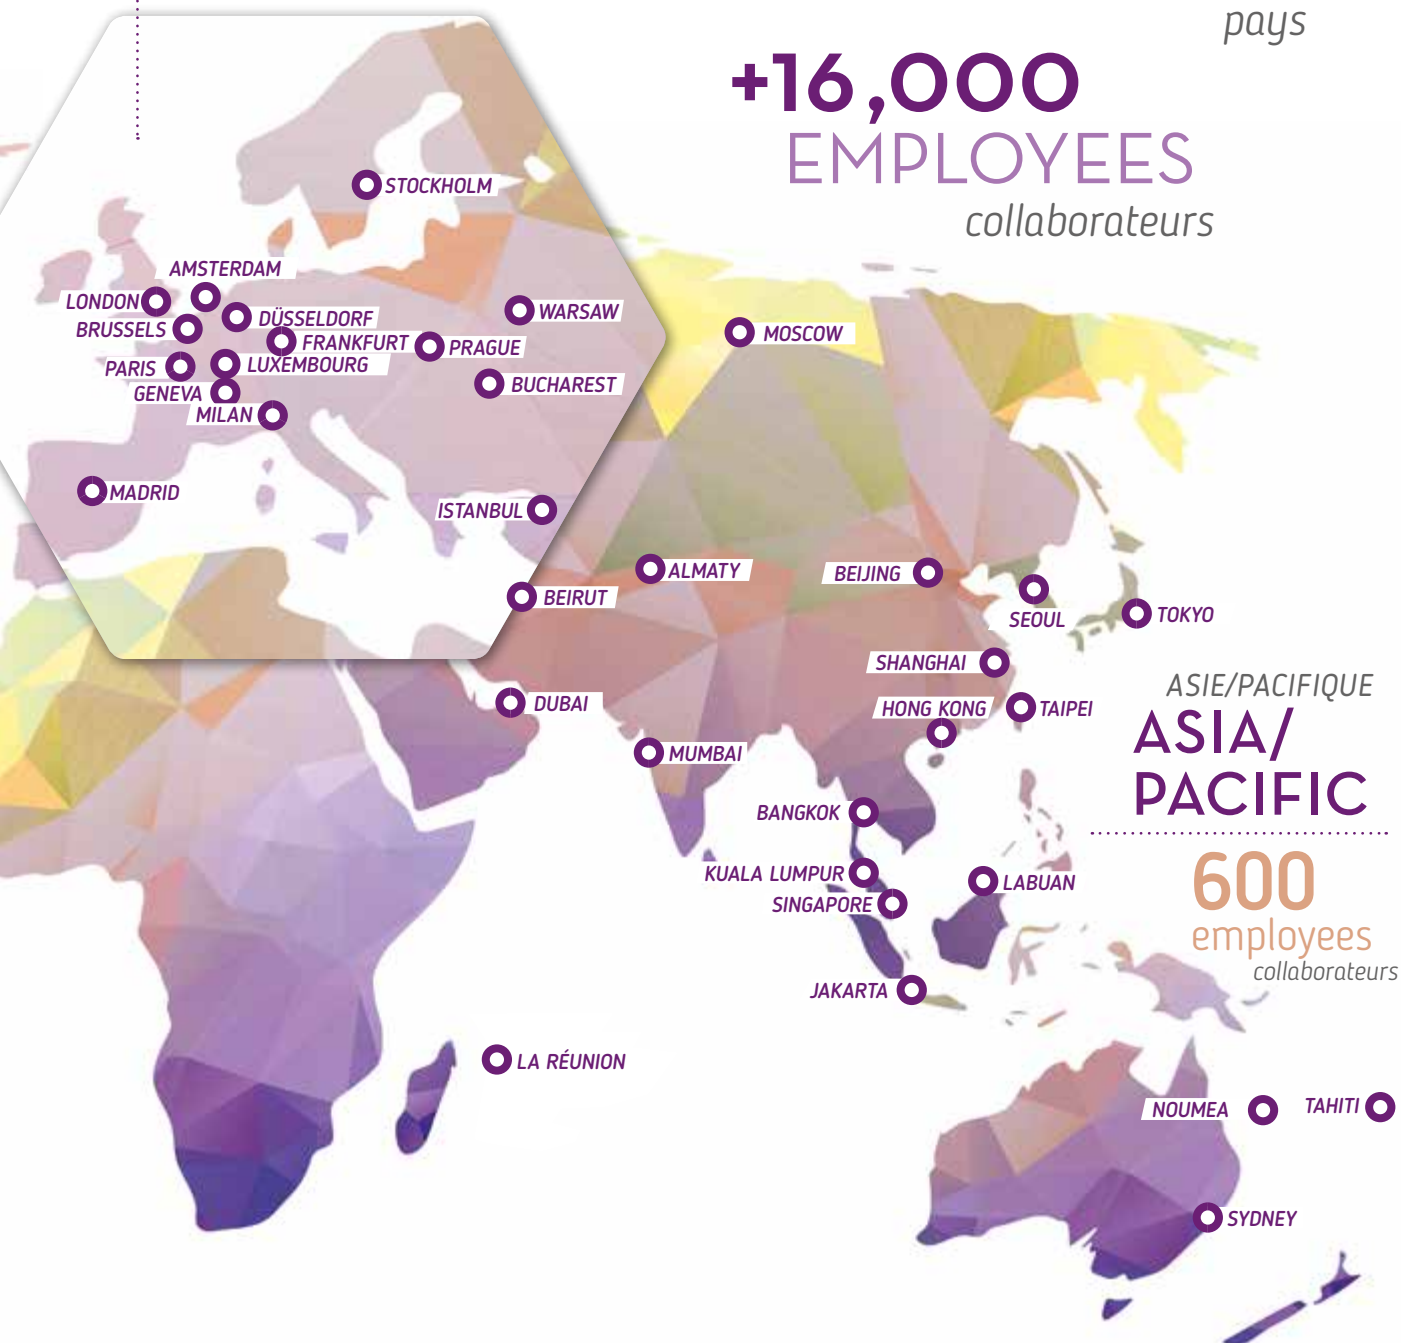 pays
+16,000
EMPLOYEES
collaborateurs
STOCKHOLM
AMSTERDAM
LONDON
DÜSSELDORF
BRUSSELS
FRANKFURT
PRAGUE
WARSAW
MOSCOW
PARIS
LUXEMBOURG
BUCHAREST
GENEVA
MILAN
MADRID
ISTANBUL
ALMATY
BEIJING
BEIRUT
SEOUL
TOKYO
SHANGHAI
DUBAI
HONG KONG
TAIPEI
MUMBAI
ASIE/PACIFIQUE
ASIA/
PACIFIC
BANGKOK
KUALA LUMPUR
LABUAN
SINGAPORE
600
employees
collaborateurs
JAKARTA
LA RÉUNION
NOUMEA
TAHITI
SYDNEY